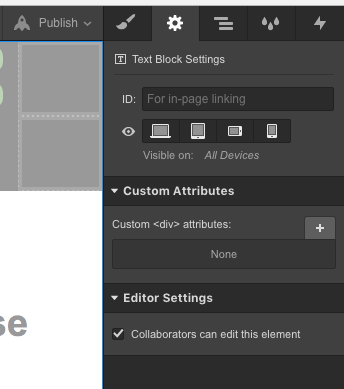 Publish
Text Block Settings
ID: For in-page linking
Visible on: All Devices
Custom Attributes
Custom <div> attributes:
+
None
Editor Settings
se
Collaborators can edit this element